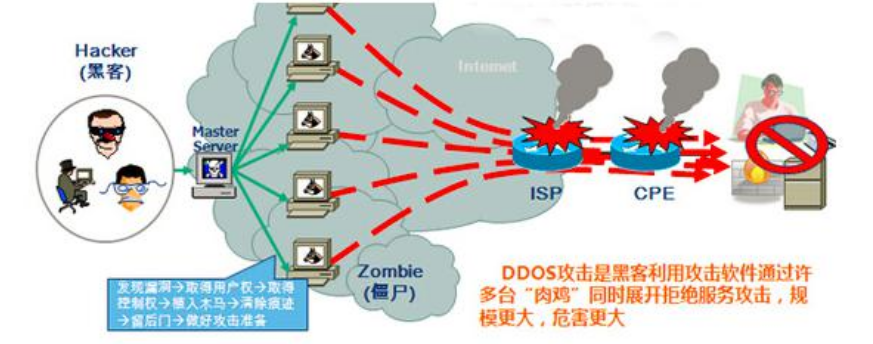 Hacker
(黑客)
Master
Server
Internet
ISP
CPE
Zombie
(僵尸)
发现漏洞→取得用户权→取得
控制权→植入木马→清除痕迹
→留后门→做好攻击准备
DDOS攻击是黑客利用攻击软件通过许
多台“肉鸡”同时展开拒绝服务攻击，规
模更大，危害更大